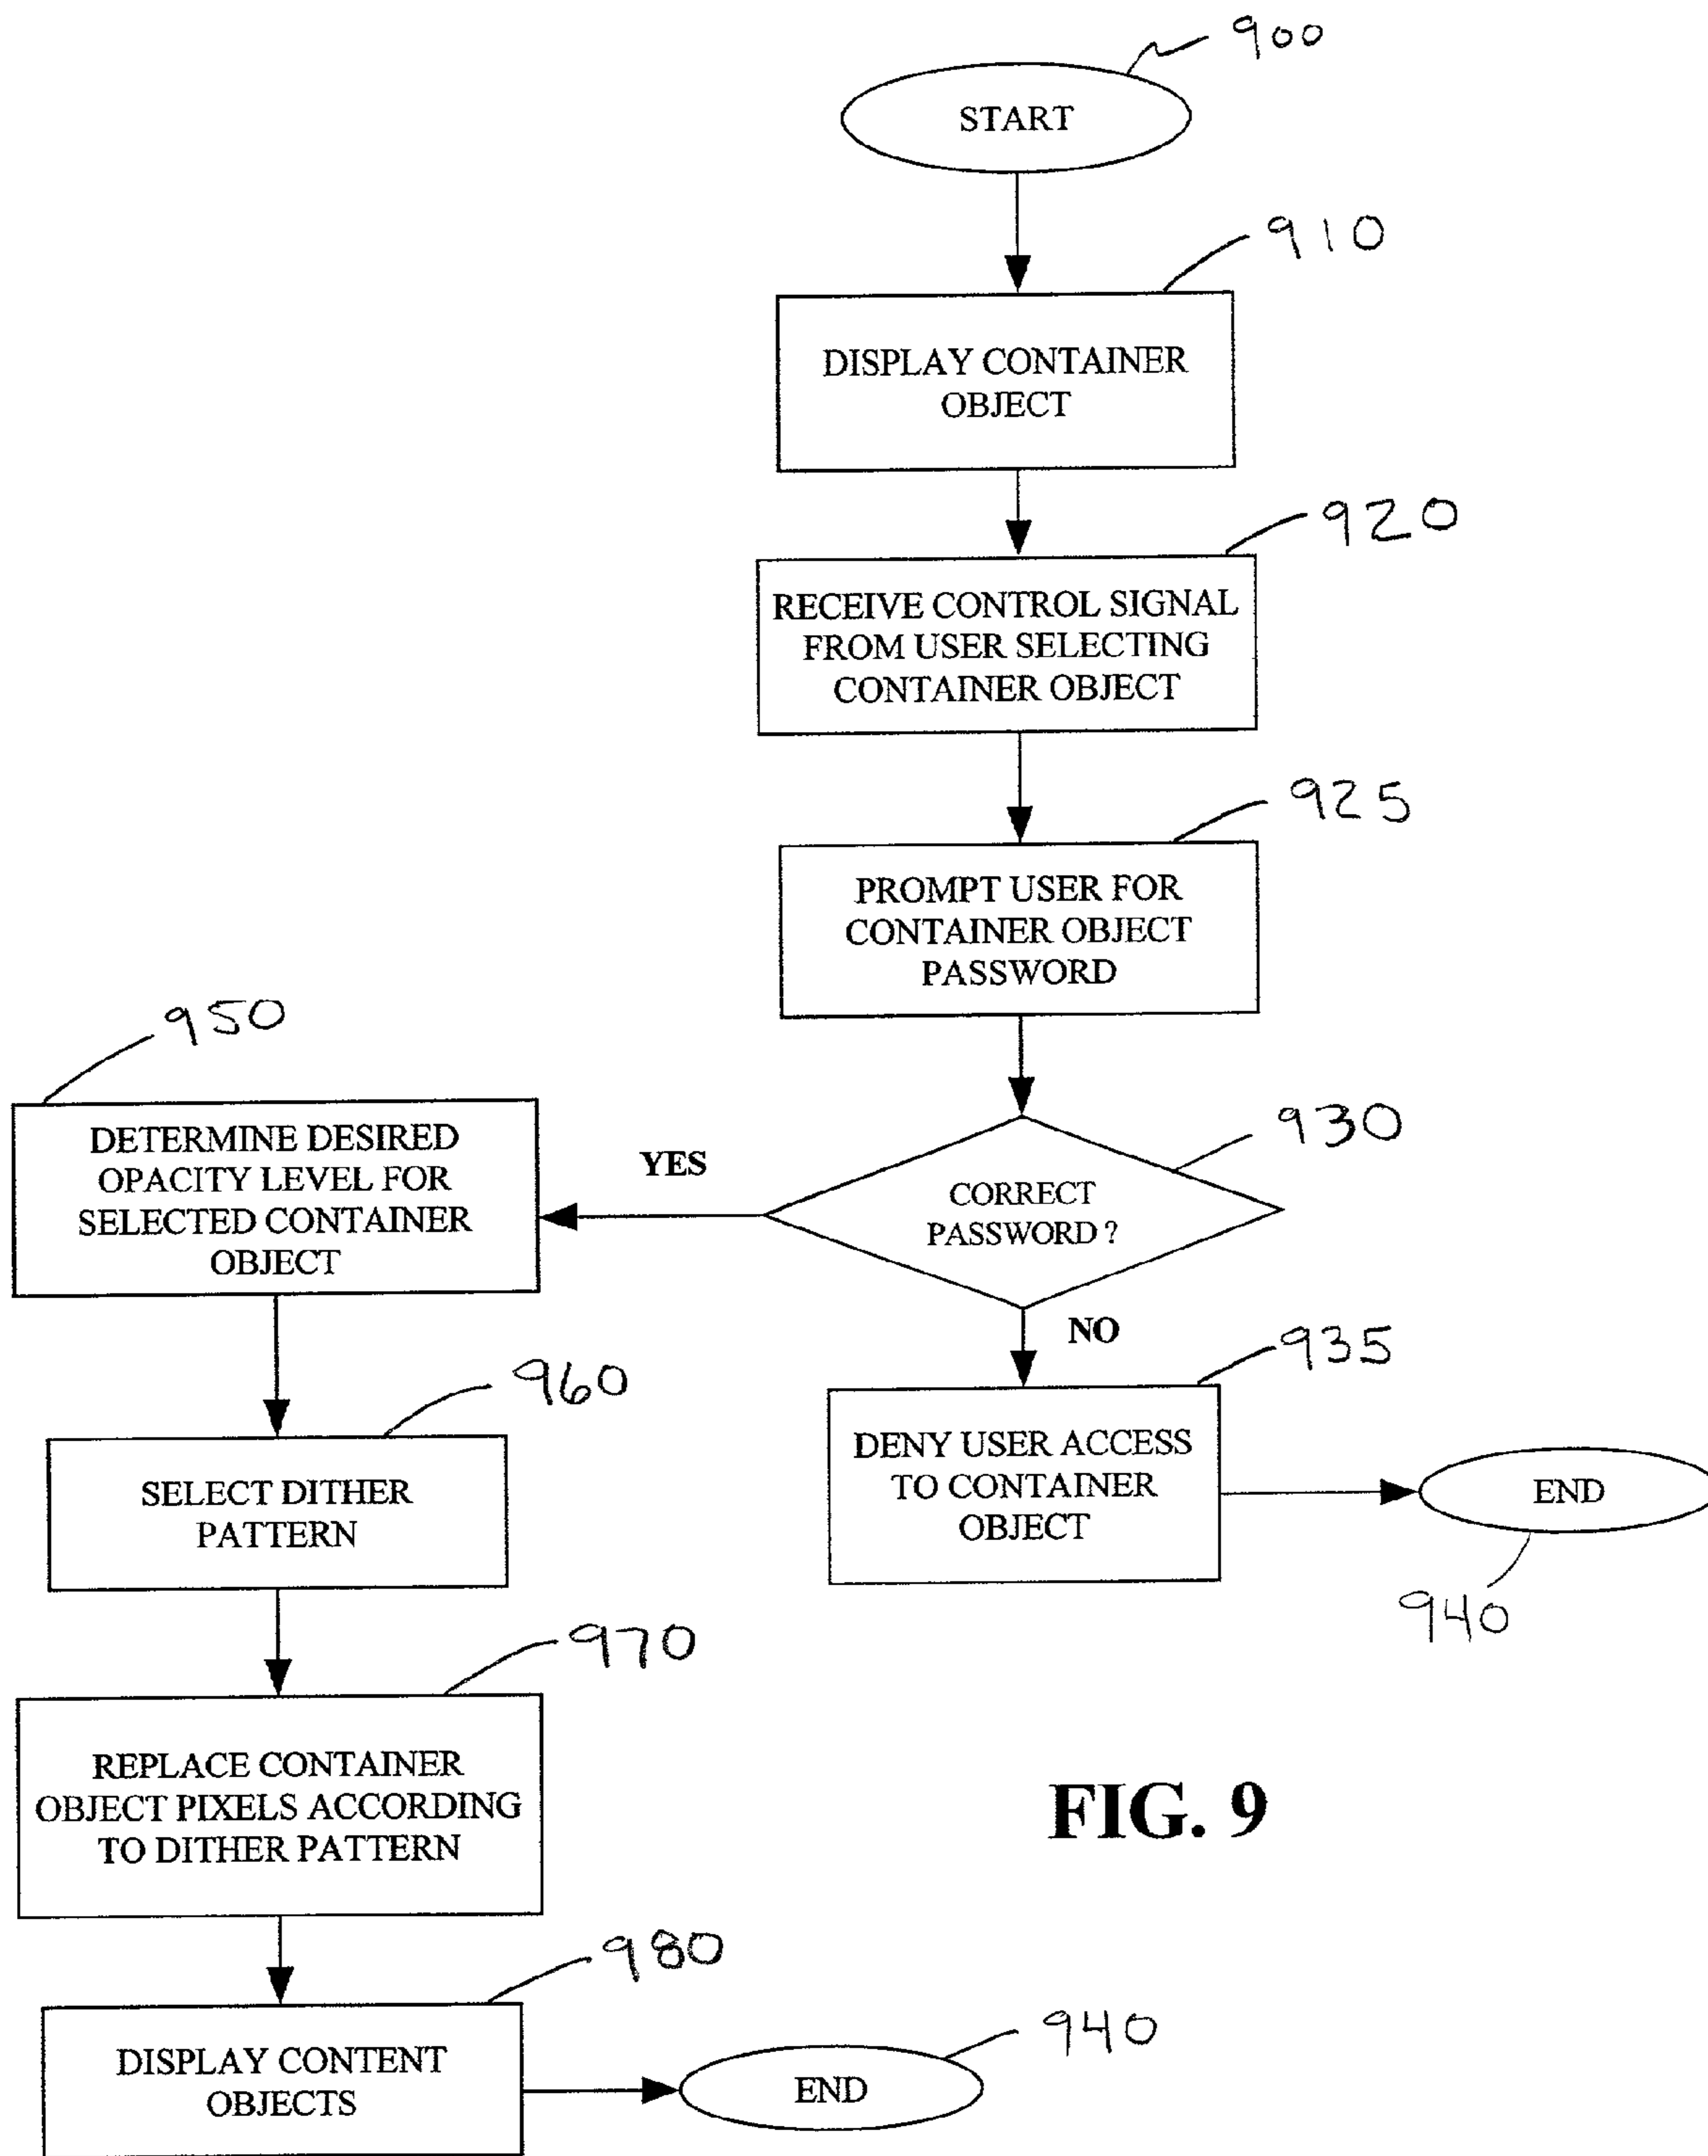 900
START
910
DISPLAY CONTAINER
OBJECT
920
RECEIVE CONTROL SIGNAL
FROM USER SELECTING
CONTAINER OBJECT
925
PROMPT USER FOR
CONTAINER OBJECT
PASSWORD
930
CORRECT
PASSWORD ?
YES
950
DETERMINE DESIRED
OPACITY LEVEL FOR
SELECTED CONTAINER
OBJECT
NO
935
DENY USER ACCESS
TO CONTAINER
OBJECT
END
940
960
SELECT DITHER
PATTERN
970
REPLACE CONTAINER
OBJECT PIXELS ACCORDING
TO DITHER PATTERN
980
DISPLAY CONTENT
OBJECTS
940
END
FIG. 9